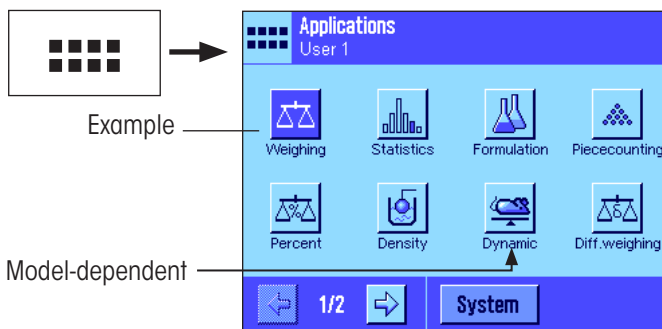 Applications
User 1
Example
Weighing Statistics Formulation Piececounting
Percent Density Dynamic Diff.weighing
Model-dependent
1/2 System